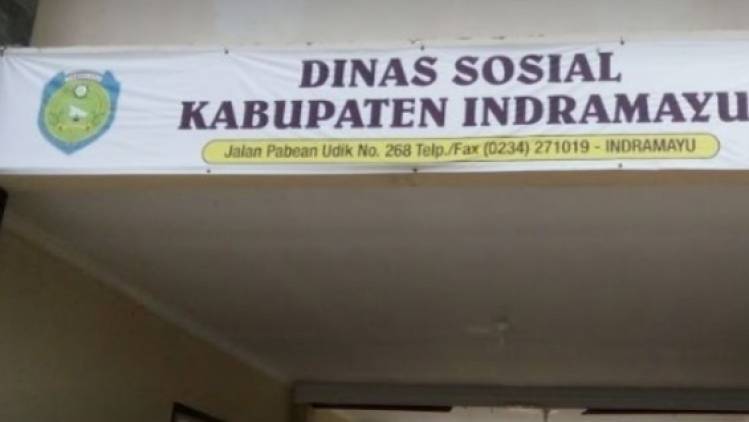 DINAS SOSIAL
KABUPATEN INDRAMAYU
Jalan Pabean Udik No. 268 Telp./Fax (0234) 271019 - INDRAMAYU